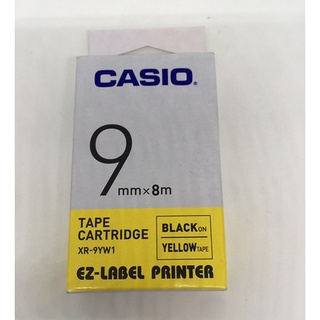 CASIO®
9
mm×8m
TAPE
CARTRIDGE
XR-9YW1
BLACK ON
YELLOW TAPE
EZ-LABEL PRINTER